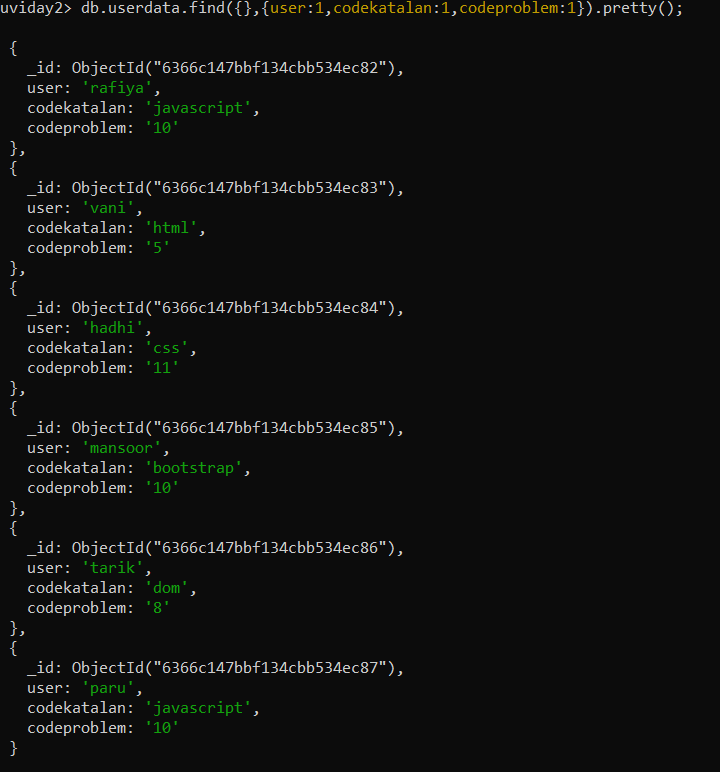 uviday2> db.userdata.find({},{user:1,codekatalan:1,codeproblem:1}).pretty();
{
_id: ObjectId("6366c147bbf134cbb534ec82"),
user: 'rafiya',
codekatalan: 'javascript',
codeproblem: '10'
},
{
_id: ObjectId("6366c147bbf134cbb534ec83"),
user: 'vani',
codekatalan: 'html',
codeproblem: '5'
},
{
_id: ObjectId("6366c147bbf134cbb534ec84"),
user: 'hadhi',
codekatalan: 'css',
codeproblem: '11'
},
{
_id: ObjectId("6366c147bbf134cbb534ec85"),
user: 'mansoor',
codekatalan: 'bootstrap',
codeproblem: '10'
},
{
_id: ObjectId("6366c147bbf134cbb534ec86"),
user: 'tarik',
codekatalan: 'dom',
codeproblem: '8'
},
{
_id: ObjectId("6366c147bbf134cbb534ec87"),
user: 'paru',
codekatalan: 'javascript',
codeproblem: '10'
}